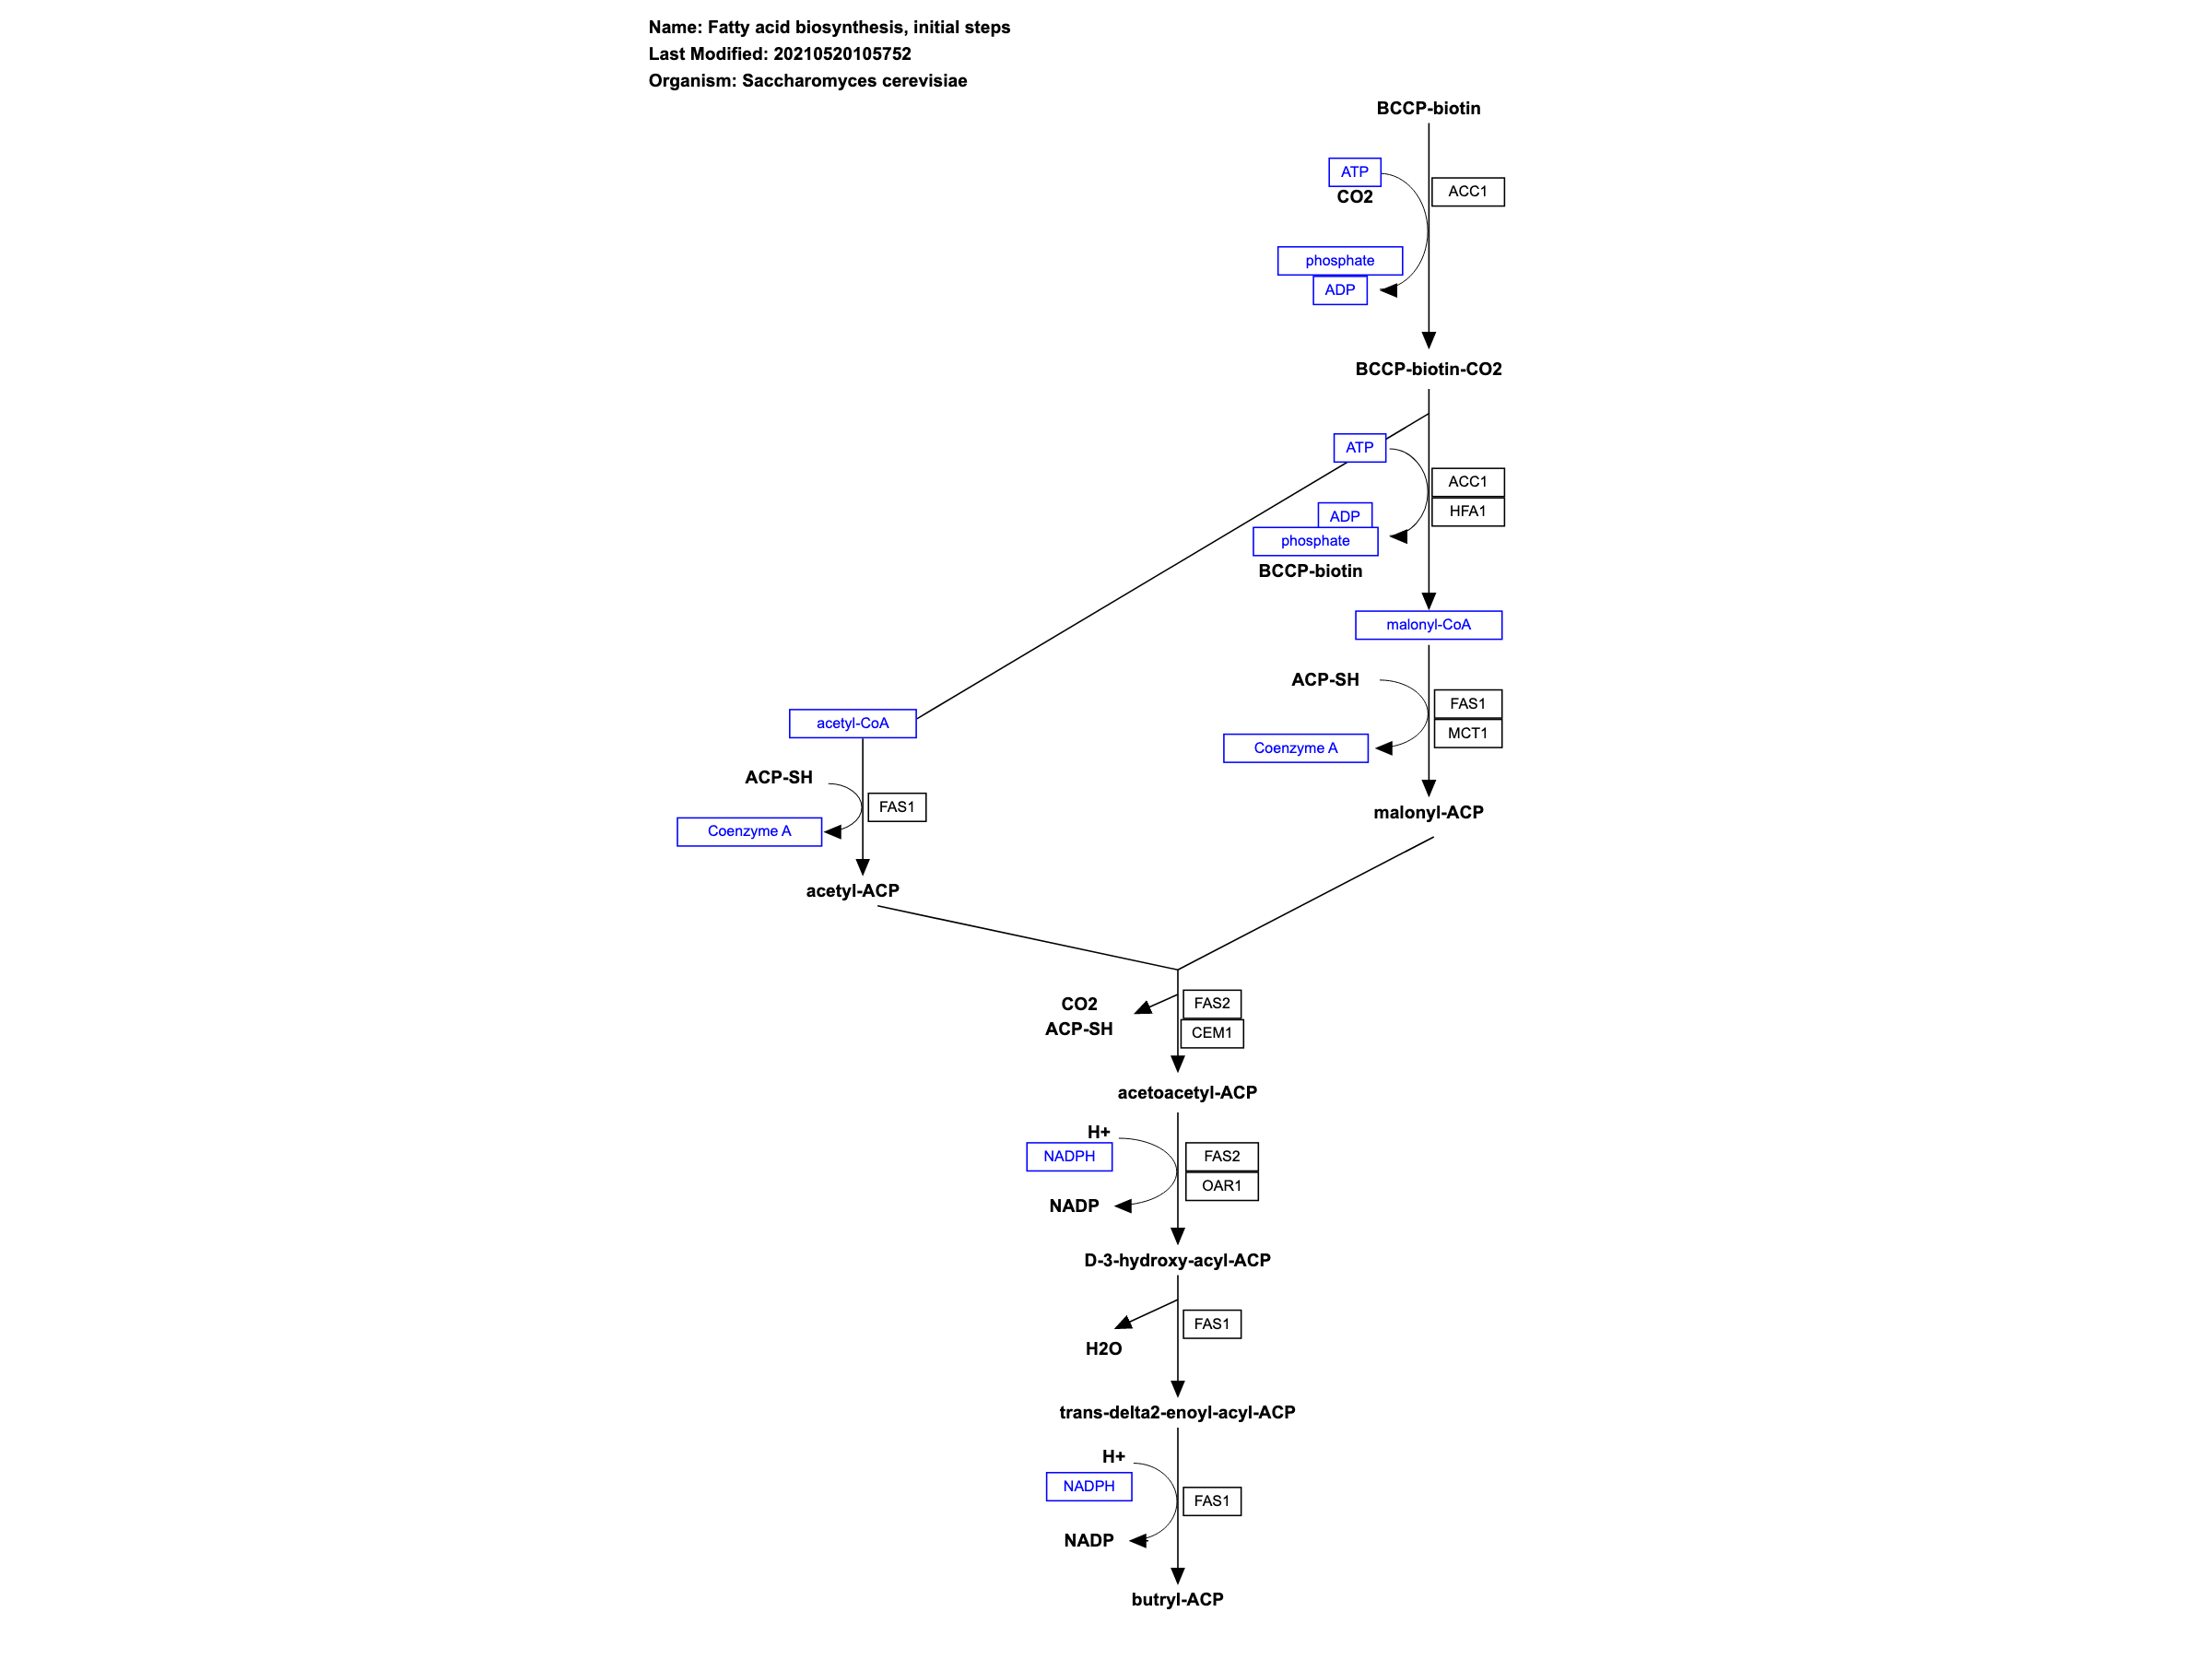 Name: Fatty acid biosynthesis, initial steps
Last Modified: 20210520105752
Organism: Saccharomyces cerevisiae
BCCP-biotin
ATP
CO2
ACC1
phosphate
ADP
BCCP-biotin-CO2
ATP
ACC1
HFA1
ADP
phosphate
BCCP-biotin
malonyl-CoA
ACP-SH
FAS1
MCT1
Coenzyme A
malonyl-ACP
acetyl-CoA
ACP-SH
FAS1
Coenzyme A
acetyl-ACP
CO2
ACP-SH
FAS2
CEM1
acetoacetyl-ACP
H+
NADPH
FAS2
OAR1
NADP
D-3-hydroxy-acyl-ACP
FAS1
H2O
trans-delta2-enoyl-acyl-ACP
H+
NADPH
FAS1
NADP
butryl-ACP